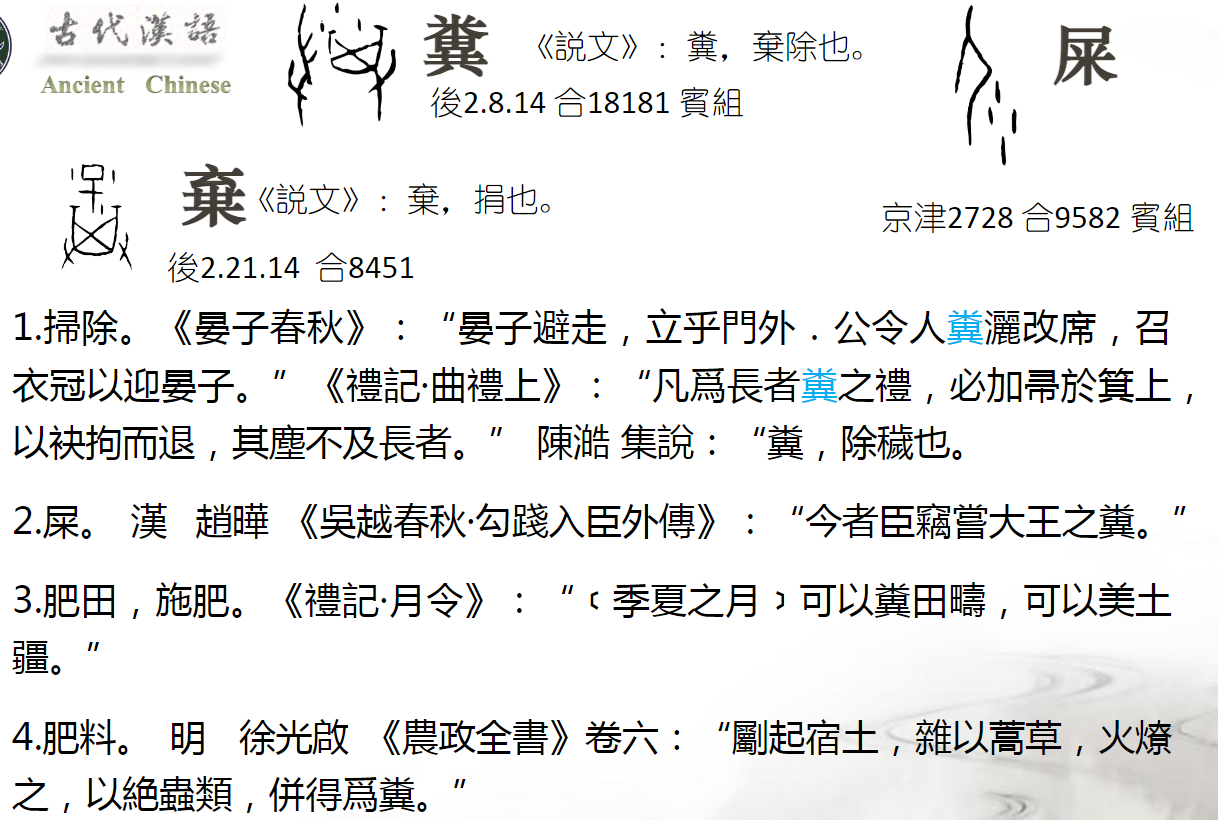 古代漢語
Ancient Chinese
糞 《説文》：糞，棄除也。
後2.8.14 合18181 賓組
屎
京津2728 合9582 賓組
棄 《説文》：棄，捐也。
後2.21.14 合8451
1.掃除。《晏子春秋》：“晏子避走，立乎門外．公令人糞灑改席，召
衣冠以迎晏子。”《禮記·曲禮上》：“凡爲長者糞之禮，必加帚於箕上，
以袂拘而退，其塵不及長者。” 陳澔 集說：“糞，除穢也。
2.屎。 漢 趙曄 《吳越春秋·勾踐入臣外傳》：“今者臣竊嘗大王之糞。”
3.肥田，施肥。《禮記·月令》：“﹝季夏之月﹞可以糞田疇，可以美土
疆。”
4.肥料。 明 徐光啟 《農政全書》卷六：“劚起宿土，雜以蒿草，火燎
之，以絶蟲類，併得爲糞。”